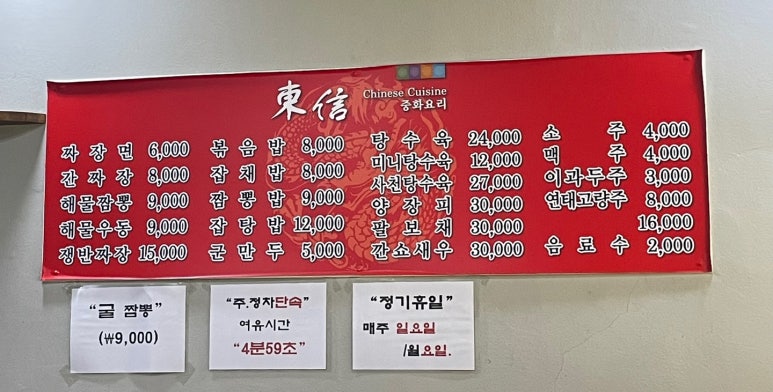 東信
Chinese Cuisine
중화요리
짜장면 6,000
간짜장 8,000
해물짬뽕 9,000
해물우동 9,000
쟁반짜장 15,000
볶음밥 8,000
잡채밥 8,000
짬뽕밥 9,000
잡탕밥 12,000
군만두 5,000
탕수육 24,000
미니탕수육 12,000
사천탕수육 27,000
양장피 30,000
팔보채 30,000
깐쇼새우 30,000
소주 4,000
맥주 4,000
이과두주 3,000
연태고량주 8,000
16,000
음료수 2,000
"굴 짬뽕"
(₩9,000)
"주.정차단속"
여유시간
"4분59초"
"정기휴일"
매주 일요일
/월요일.